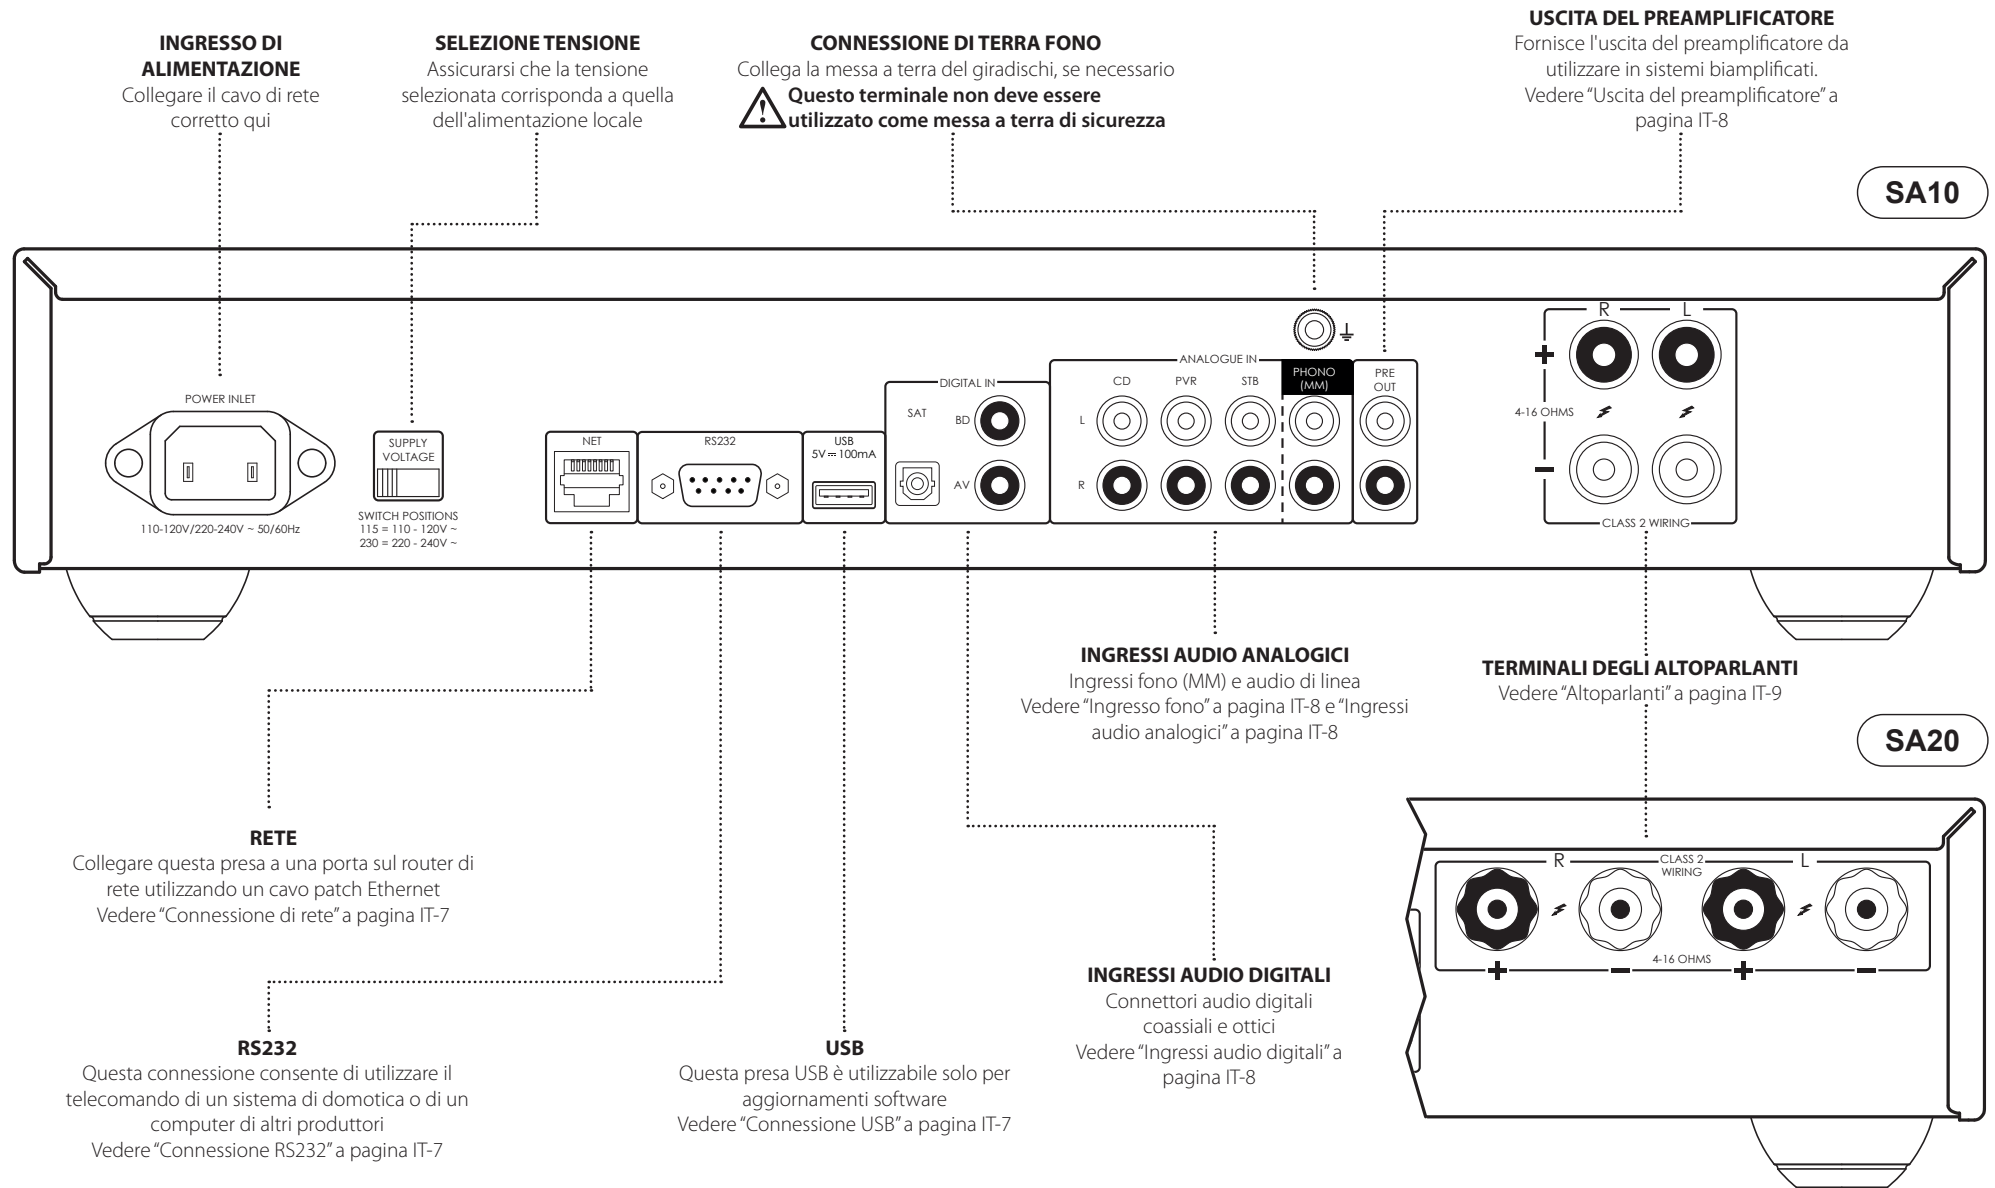 INGRESSO DI
ALIMENTAZIONE
Collegare il cavo di rete
corretto qui
SELEZIONE TENSIONE
Assicurarsi che la tensione
selezionata corrisponda a quella
dell'alimentazione locale
CONNESSIONE DI TERRA FONO
Collega la messa a terra del giradischi, se necessario
Questo terminale non deve essere
utilizzato come messa a terra di sicurezza
USCITA DEL PREAMPLIFICATORE
Fornisce l'uscita del preamplificatore da
utilizzare in sistemi biamplificati.
Vedere “Uscita del preamplificatore” a
pagina IT-8
SA10
POWER INLET
110-120V/220-240V ~ 50/60Hz
SUPPLY
VOLTAGE
SWITCH POSITIONS
115 = 110 - 120V ~
230 = 220 - 240V ~
NET
RS232
USB
5V ⎓ 100mA
DIGITAL IN
SAT
BD
AV
ANALOGUE IN
CD
PVR
STB
PHONO
(MM)
L
R
PRE
OUT
R
L
+
4-16 OHMS
−
CLASS 2 WIRING
INGRESSI AUDIO ANALOGICI
Ingressi fono (MM) e audio di linea
Vedere “Ingresso fono” a pagina IT-8 e “Ingressi
audio analogici” a pagina IT-8
TERMINALI DEGLI ALTOPARLANTI
Vedere “Altoparlanti” a pagina IT-9
SA20
R
CLASS 2
WIRING
L
4-16 OHMS
+
−
+
−
RETE
Collegare questa presa a una porta sul router di
rete utilizzando un cavo patch Ethernet
Vedere “Connessione di rete” a pagina IT-7
INGRESSI AUDIO DIGITALI
Connettori audio digitali
coassiali e ottici
Vedere “Ingressi audio digitali” a
pagina IT-8
RS232
Questa connessione consente di utilizzare il
telecomando di un sistema di domotica o di un
computer di altri produttori
Vedere “Connessione RS232” a pagina IT-7
USB
Questa presa USB è utilizzabile solo per
aggiornamenti software
Vedere “Connessione USB” a pagina IT-7